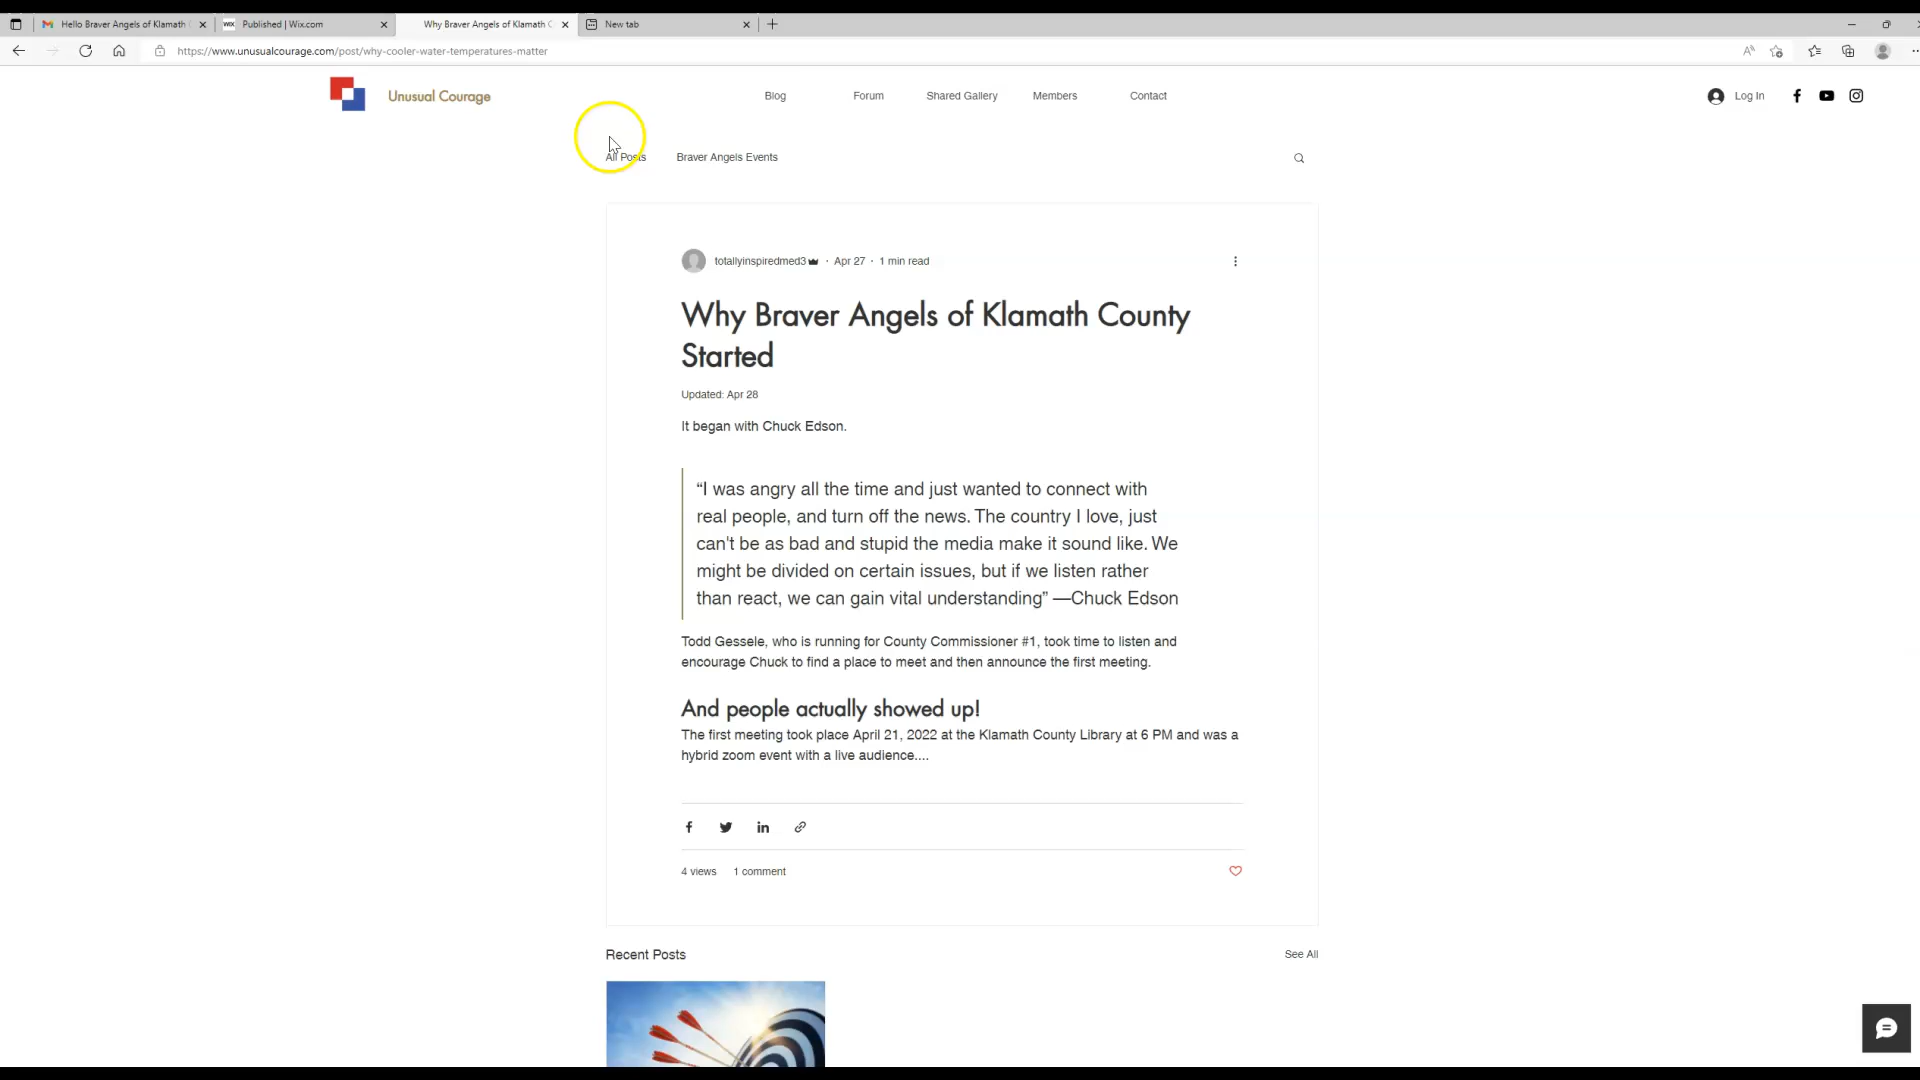 Hello Braver Angels of Klamath
WIX Published | Wix.com
Why Braver Angels of Klamath C
New tab
https://www.unusualcourage.com/post/why-cooler-water-temperatures-matter
Unusual Courage
Blog
Forum
Shared Gallery
Members
Contact
Log In
All Posts
Braver Angels Events
totallyinspiredmed3 · Apr 27 · 1 min read
Why Braver Angels of Klamath County
Started
Updated: Apr 28
It began with Chuck Edson.
“I was angry all the time and just wanted to connect with
real people, and turn off the news. The country I love, just
can't be as bad and stupid the media make it sound like. We
might be divided on certain issues, but if we listen rather
than react, we can gain vital understanding” —Chuck Edson
Todd Gessele, who is running for County Commissioner #1, took time to listen and
encourage Chuck to find a place to meet and then announce the first meeting.
And people actually showed up!
The first meeting took place April 21, 2022 at the Klamath County Library at 6 PM and was a
hybrid zoom event with a live audience....
4 views
1 comment
Recent Posts
See All